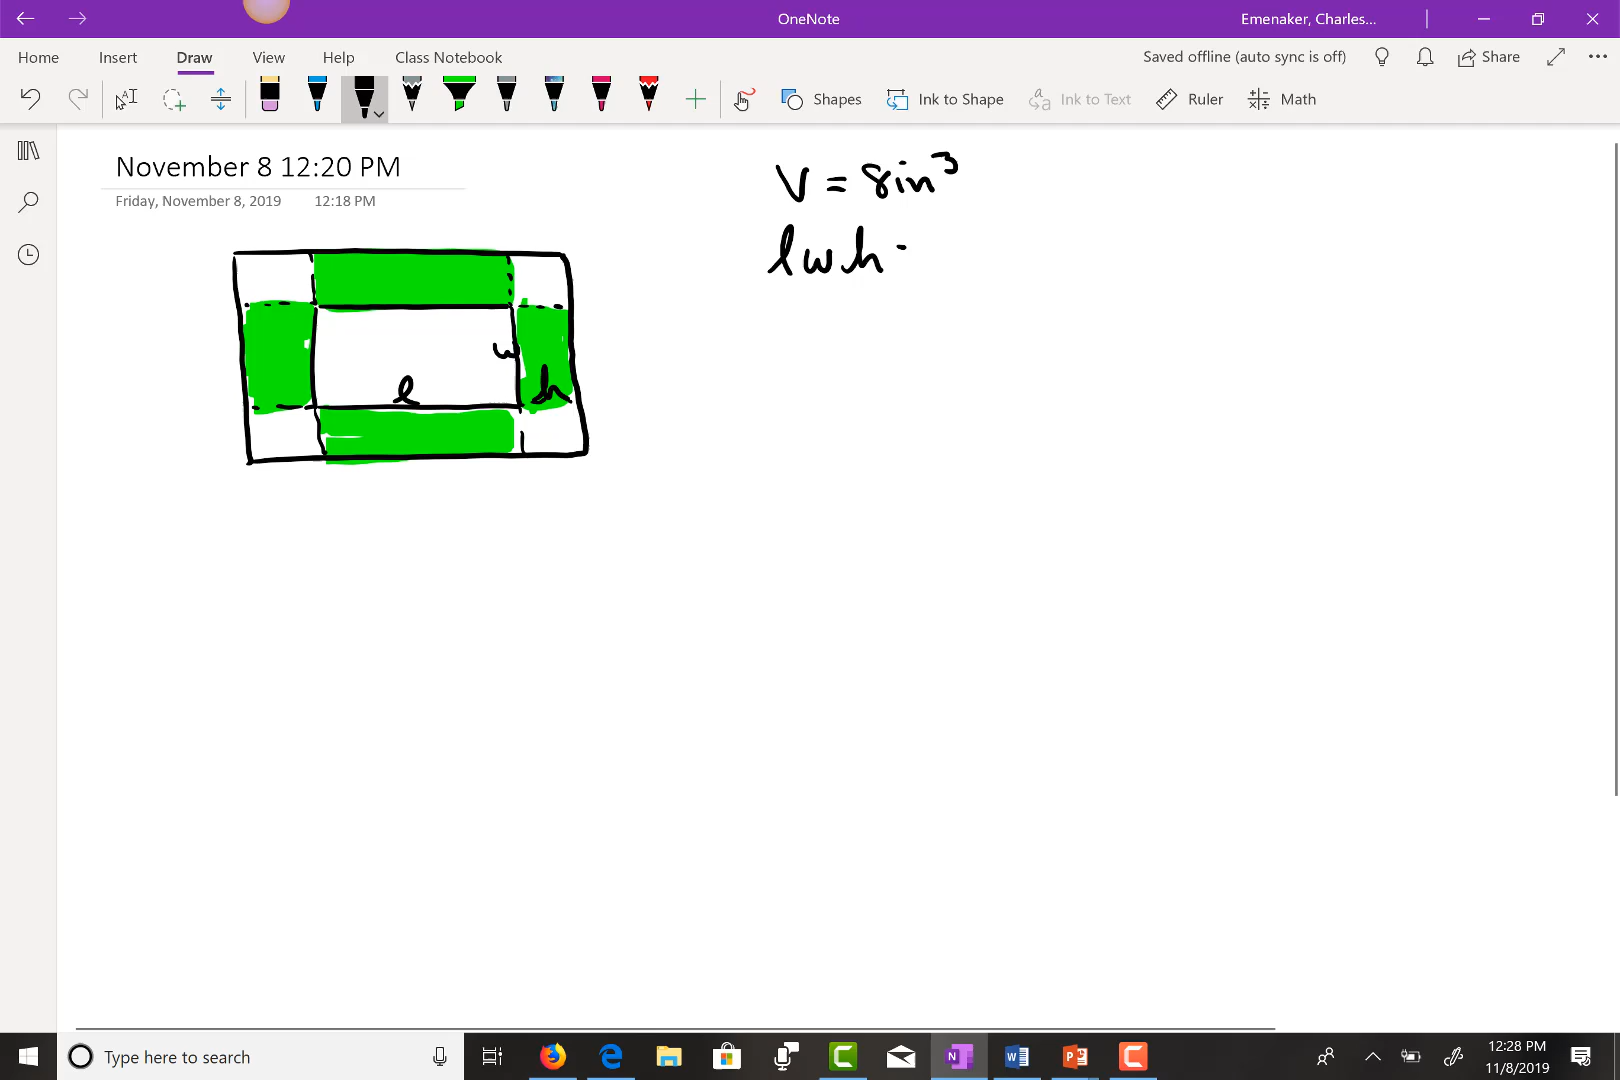 OneNote
Emenaker, Charles...
Home Insert Draw View Help Class Notebook
Saved offline (auto sync is off)
Share
Shapes
Ink to Shape
Ink to Text
Ruler
Math
November 8 12:20 PM
Friday, November 8, 2019 12:18 PM
V = 8in³
l w h -
w
l
h
Type here to search
12:28 PM
11/8/2019